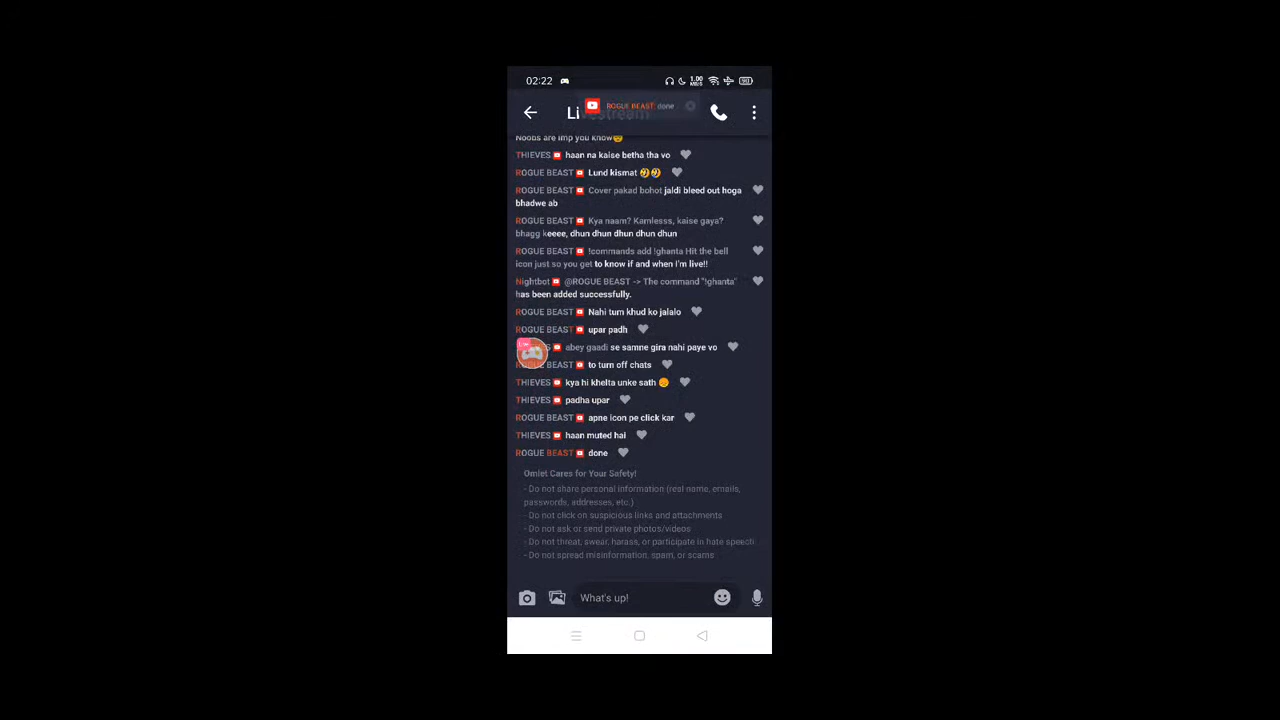 02:22
1.00
ROGUE BEAST: done
Livestream
Noobs are Imp you know
THIEVES haan na kaise betha tha vo
ROGUE BEAST Lund kismat 🤣🤣
ROGUE BEAST Cover pakad bohot jaldi bleed out hoga
bhadwe ab
ROGUE BEAST Kya naam? Kamlesss, kaise gaya?
bhagg keeee, dhun dhun dhun dhun dhun
ROGUE BEAST !commands add !ghanta Hit the bell
icon just so you get to know if and when I'm live!!
Nightbot @ROGUE BEAST -> The command "!ghanta"
has been added successfully.
ROGUE BEAST Nahi tum khud ko jalalo
ROGUE BEAST upar padh
abey gaadi se samne gira nahi paye vo
ROGUE BEAST to turn off chats
THIEVES kya hi khelta unke sath
THIEVES padha upar
ROGUE BEAST apne icon pe click kar
THIEVES haan muted hai
ROGUE BEAST done
Omlet Cares for Your Safety!
- Do not share personal information (real name, emails,
passwords, addresses, etc.)
- Do not click on suspicious links and attachments
- Do not ask or send private photos/videos
- Do not threat, swear, harass, or participate in hate speech
- Do not spread misinformation, spam, or scams
What's up!